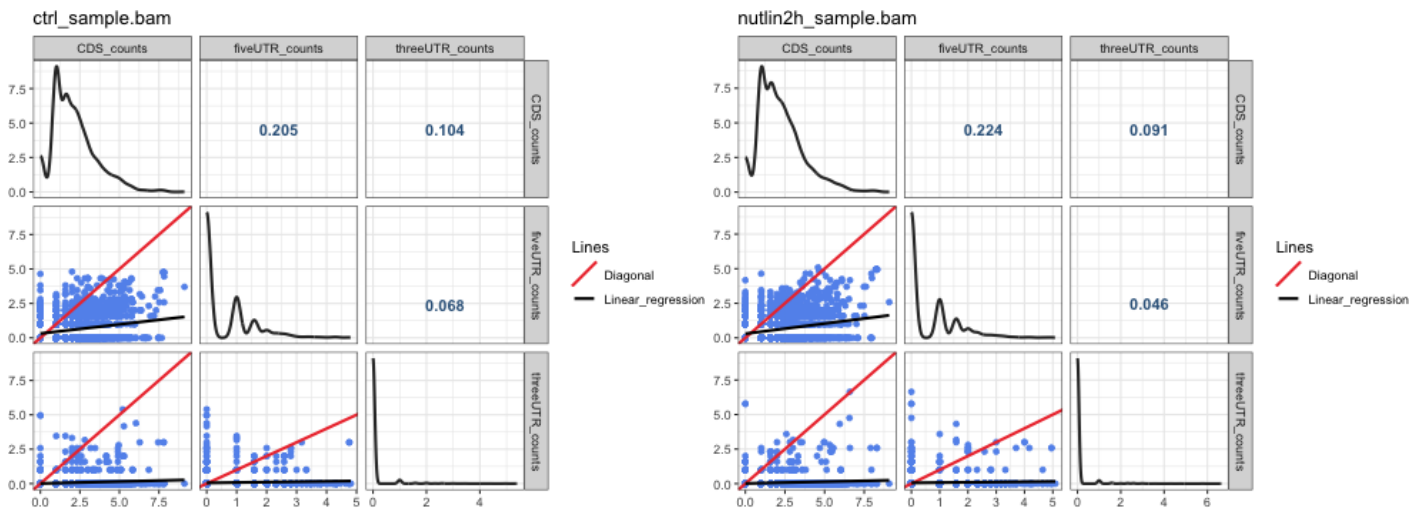 ctrl_sample.bam
CDS_counts fiveUTR_counts threeUTR_counts
7.5
5.0
2.5
0.0
0.205
0.104
CDS_counts
7.5
5.0
2.5
0.0
0.068
fiveUTR_counts
7.5
5.0
2.5
0.0
threeUTR_counts
0.0 2.5 5.0 7.5
0 1 2 3 4 5
0 2 4
Lines
Diagonal
Linear_regression
nutlin2h_sample.bam
CDS_counts fiveUTR_counts threeUTR_counts
7.5
5.0
2.5
0.0
0.224
0.091
CDS_counts
7.5
5.0
2.5
0.0
0.046
fiveUTR_counts
7.5
5.0
2.5
0.0
threeUTR_counts
0.0 2.5 5.0 7.5
0 1 2 3 4 5
0 2 4 6
Lines
Diagonal
Linear_regression